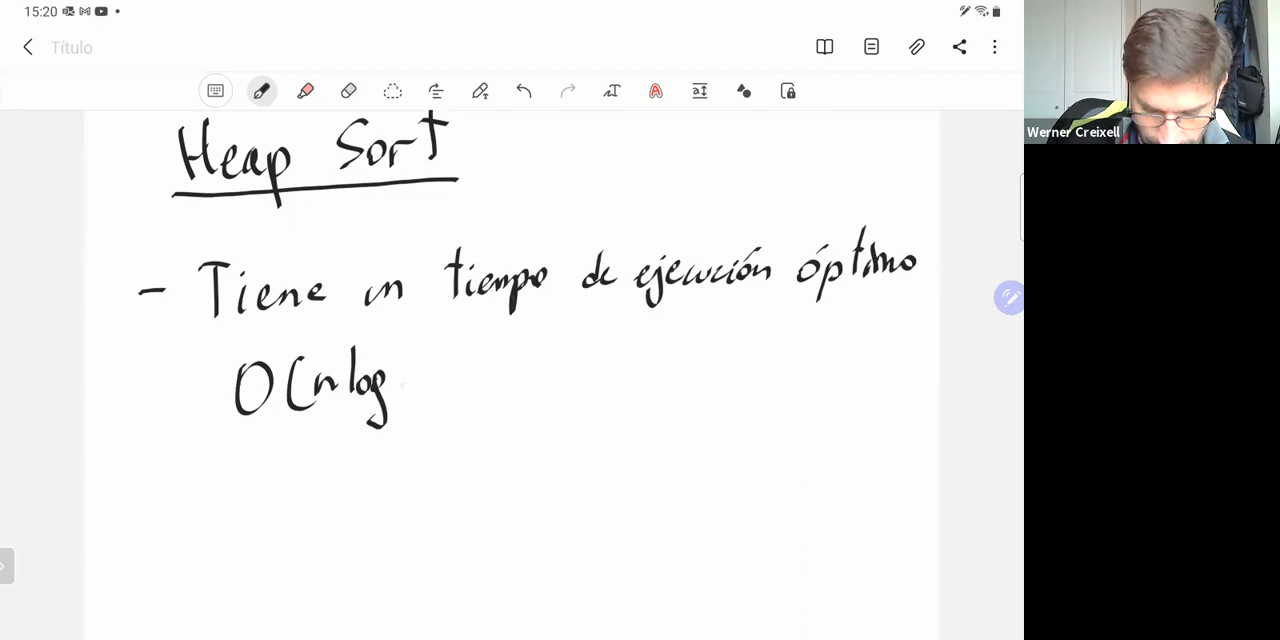 15:20
Título
Werner Creixell
Heap Sort
- Tiene un tiempo de ejecución óptimo
O(n log